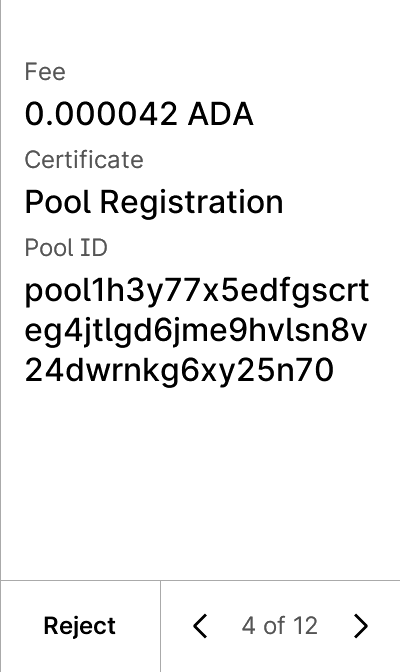 Fee
0.000042 ADA
Certificate
Pool Registration
Pool ID
pool1h3y77x5edfgscrt
eg4jtlgd6jme9hvlsn8v
24dwrnkg6xy25n70
Reject
4 of 12